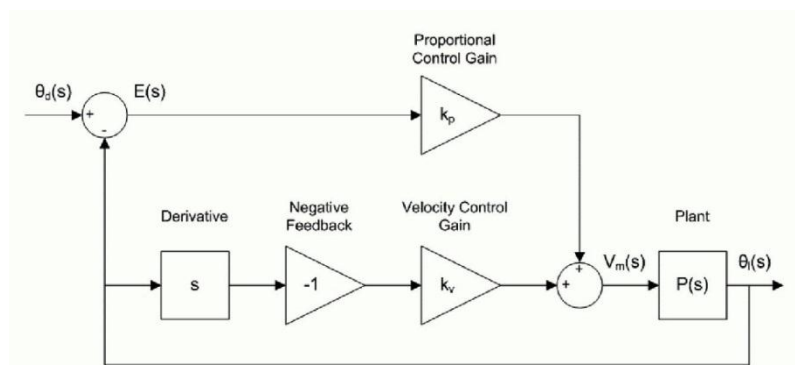 Proportional
Control Gain
θd(s)
E(s)
+
-
kp
Derivative
Negative
Feedback
Velocity Control
Gain
Plant
s
-1
kv
+
+
Vm(s)
P(s)
θl(s)